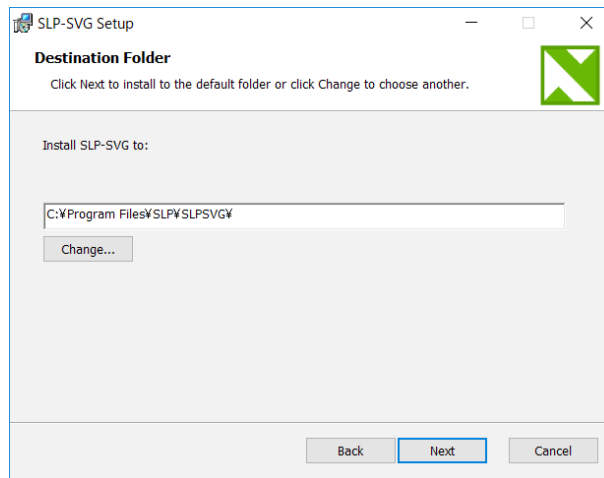 SLP-SVG Setup
Destination Folder
Click Next to install to the default folder or click Change to choose another.
Install SLP-SVG to:
C:¥Program Files¥SLP¥SLPSVG¥
Change...
Back Next Cancel